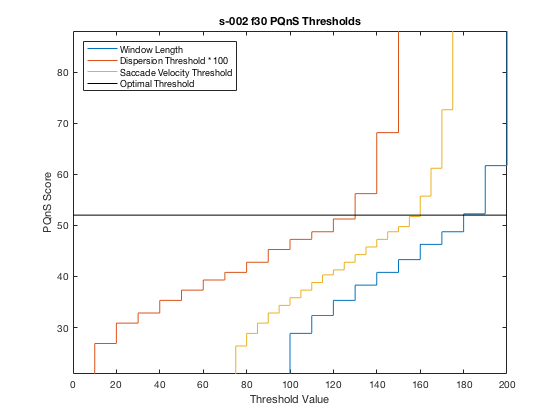 s-002 f30 PQnS Thresholds
Window Length
Dispersion Threshold * 100
Saccade Velocity Threshold
Optimal Threshold
PQnS Score
80
70
60
50
40
30
0 20 40 60 80 100 120 140 160 180 200
Threshold Value